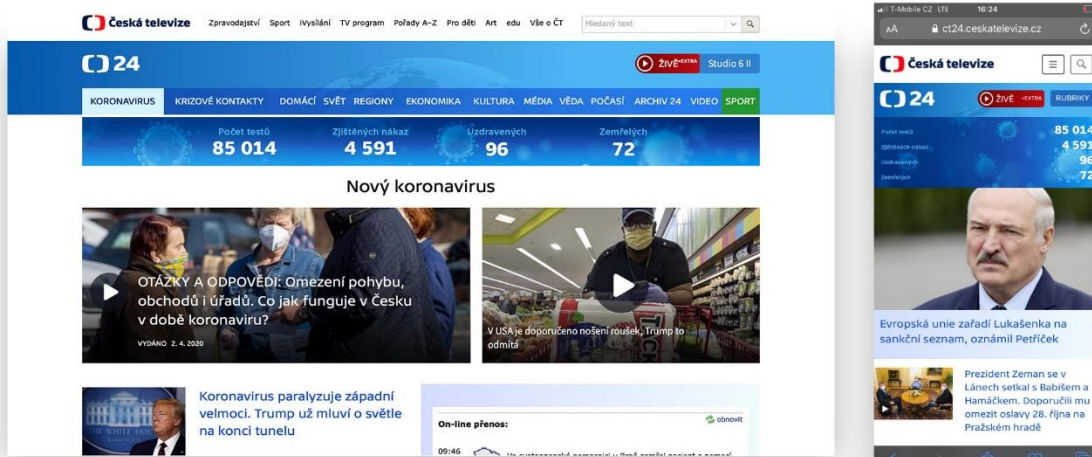 Česká televize Zpravodajství Sport iVysílání TV program Pořady A–Z Pro děti Art edu Vše o ČT Hledaný text
24 ŽIVĚ +EXTRA Studio 6 II
KORONAVIRUS KRIZOVÉ KONTAKTY DOMÁCÍ SVĚT REGIONY EKONOMIKA KULTURA MÉDIA VĚDA POČASÍ ARCHIV 24 VIDEO SPORT
Počet testů Zjištěných nákaz Uzdravených Zemřelých
85 014 4 591 96 72
Nový koronavirus
OTÁZKY A ODPOVĚDI: Omezení pohybu,
obchodů i úřadů. Co jak funguje v Česku
v době koronaviru?
VYDÁNO 2. 4. 2020
V USA je doporučeno nošení roušek, Trump to
odmítá
Koronavirus paralyzuje západní
velmoci. Trump už mluví o světle
na konci tunelu
THE WHITE HOU
On-line přenos:
obnovit
09:46
T-Mobile CZ LTE 16:24
AA ct24.ceskatelevize.cz
Česká televize
24 ŽIVĚ +EXTRA RUBRIKY
Počet testů 85 014
Zjištěných nákaz 4 591
Uzdravených 96
Zemřelých 72
Evropská unie zařadí Lukašenka na
sankční seznam, oznámil Petříček
Prezident Zeman se v
Lánech setkal s Babišem a
Hamáčkem. Doporučili mu
omezit oslavy 28. října na
Pražském hradě